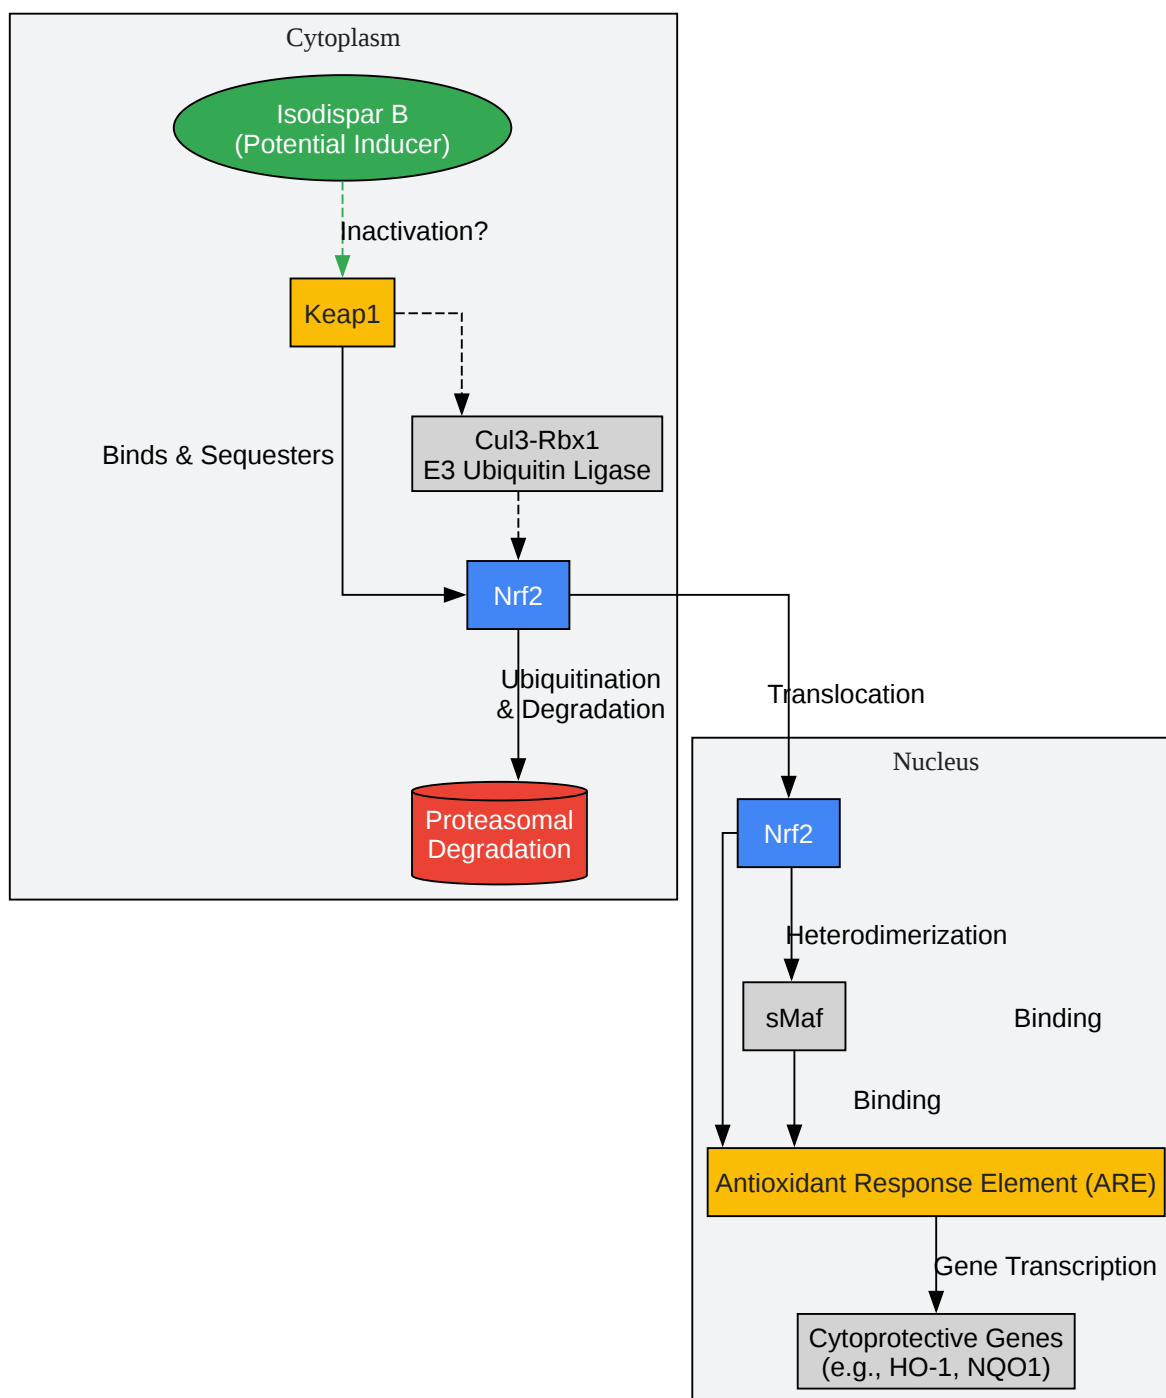 Cytoplasm
Isodispar B
(Potential Inducer)
Inactivation?
Keap1
Cul3-Rbx1
E3 Ubiquitin Ligase
Binds & Sequesters
Nrf2
Ubiquitination
& Degradation
Translocation
Proteasomal
Degradation
Nucleus
Nrf2
Heterodimerization
sMaf
Binding
Binding
Antioxidant Response Element (ARE)
Gene Transcription
Cytoprotective Genes
(e.g., HO-1, NQO1)